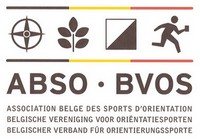 ABSO · BVOS
ASSOCIATION BELGE DES SPORTS D'ORIENTATION
BELGISCHE VERENIGING VOOR ORIËNTATIESPORTEN
BELGISCHER VERBAND FÜR ORIENTIERUNGSSPORTE